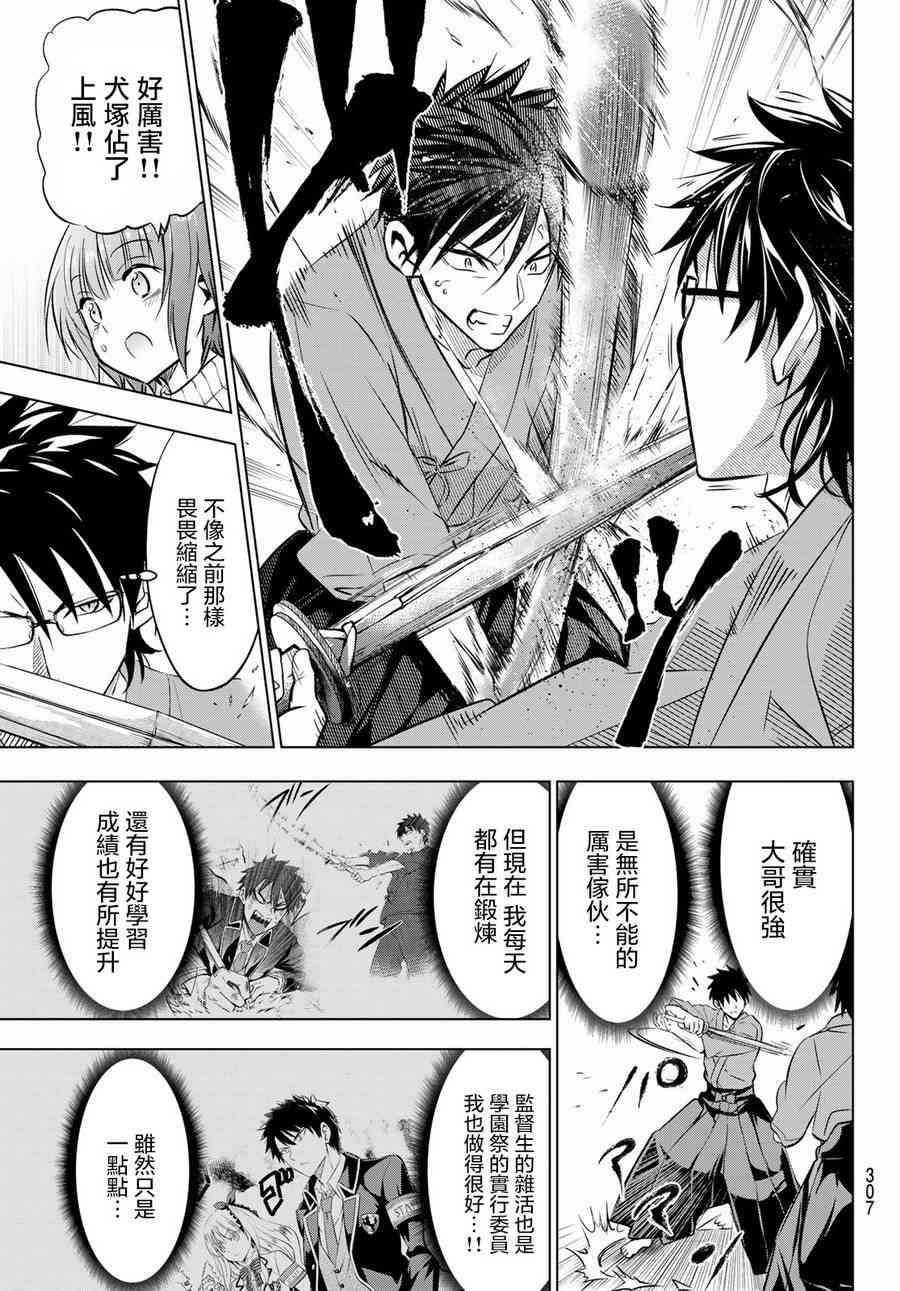 好厲害!!
犬塚佔了
上風!!
不像之前那樣
畏畏縮縮了…
確實
大哥很強
是無所不能的
厲害傢伙…
但現在 我每天
都有在鍛煉
還有好好學習
成績也有所提升
監督生的雜活也是
學園祭的實行委員
我也做得很好…!!
雖然只是
一點點…
307